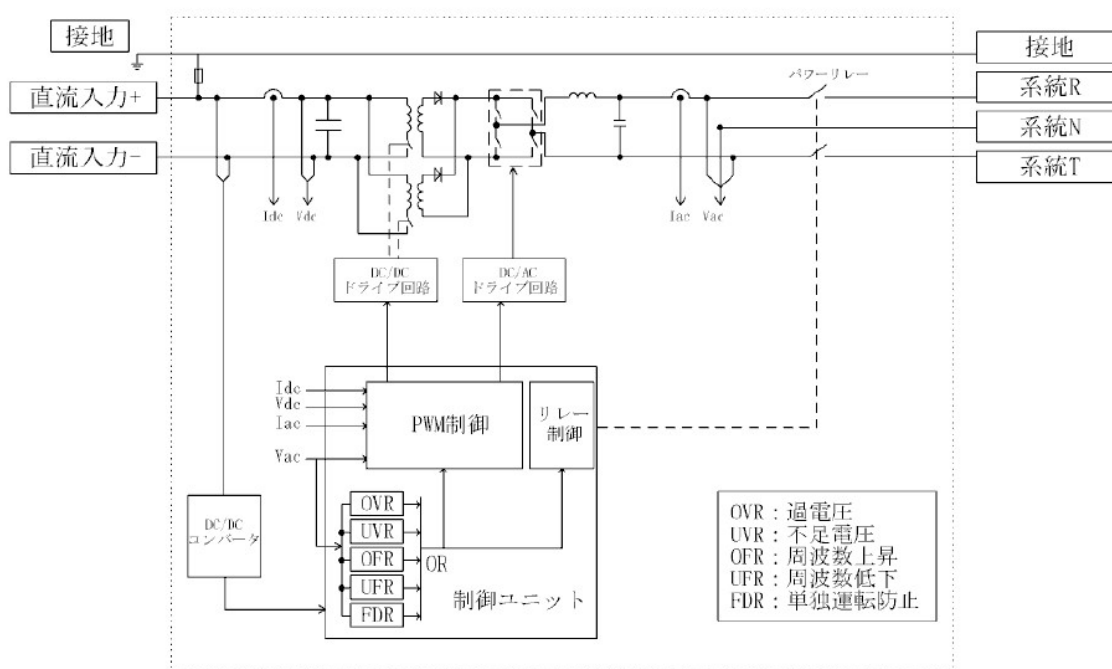 接地
接地
パワーリレー
直流入力+
系統R
系統N
直流入力-
系統T
Idc
Vdc
Iac
Vac
DC/DC
ドライブ回路
DC/AC
ドライブ回路
Idc
Vdc
Iac
Vac
PWM制御
リレー
制御
DC/DC
コンバータ
OVR
UVR
OFR
UFR
FDR
OR
制御ユニット
OVR：過電圧
UVR：不足電圧
OFR：周波数上昇
UFR：周波数低下
FDR：単独運転防止